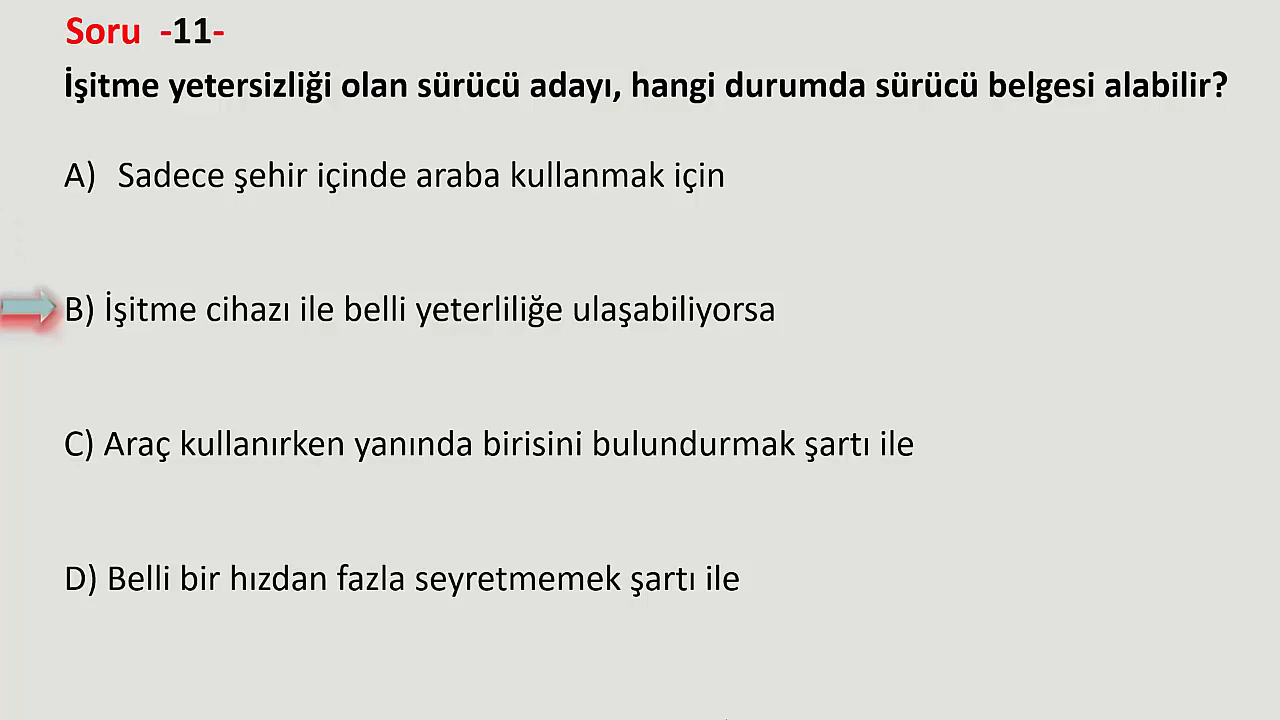 Soru -11-
İşitme yetersizliği olan sürücü adayı, hangi durumda sürücü belgesi alabilir?
A) Sadece şehir içinde araba kullanmak için
B) İşitme cihazı ile belli yeterliliğe ulaşabiliyorsa
C) Araç kullanırken yanında birisini bulundurmak şartı ile
D) Belli bir hızdan fazla seyretmemek şartı ile